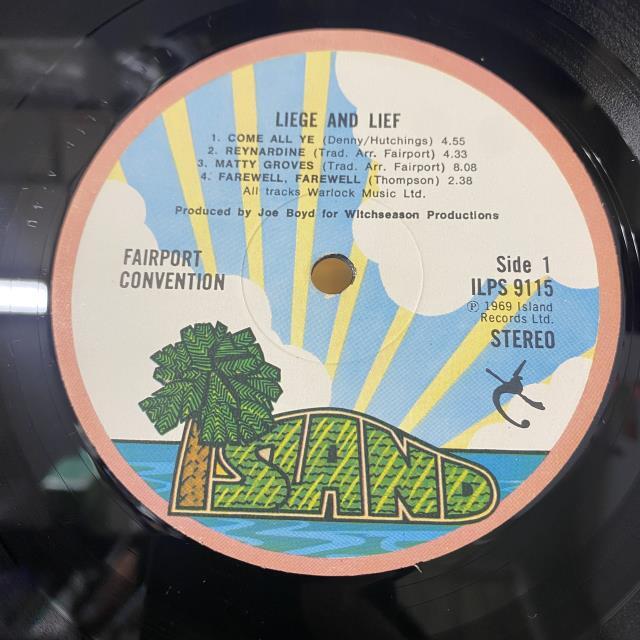 LIEGE AND LIEF
1. COME ALL YE (Denny/Hutchings) 4.55
2. REYNARDINE (Trad. Arr. Fairport) 4.33
3. MATTY GROVES (Trad. Arr. Fairport) 8.08
4. FAREWELL, FAREWELL (Thompson) 2.38
All tracks Warlock Music Ltd.
Produced by Joe Boyd for Witchseason Productions
FAIRPORT
CONVENTION
Side 1
ILPS 9115
℗ 1969 Island
Records Ltd.
STEREO
ISLAND